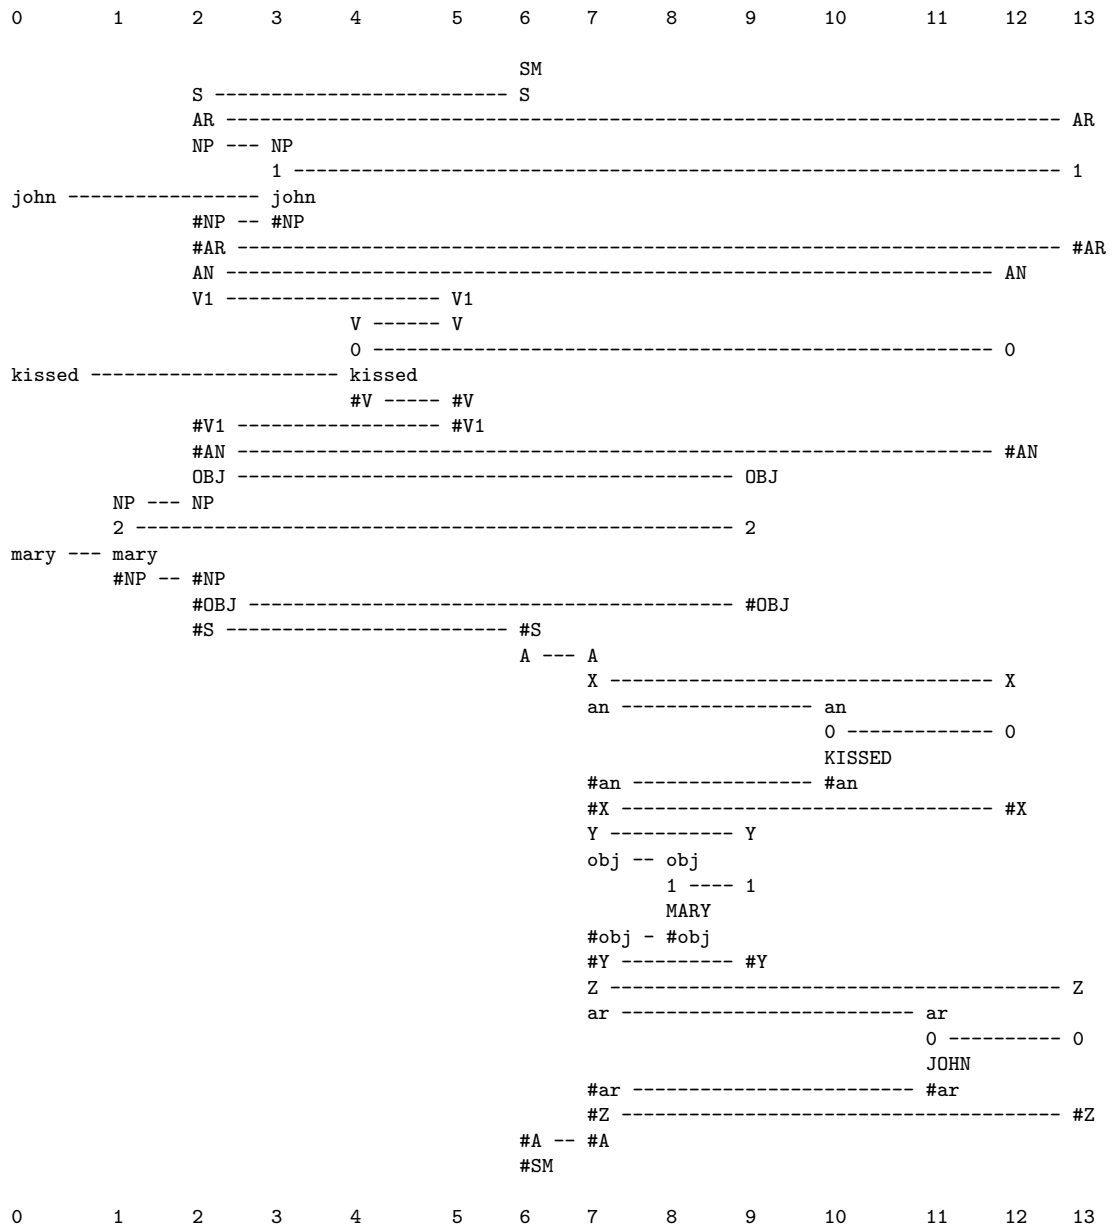 0 1 2 3 4 5 6 7 8 9 10 11 12 13
SM
S -------------------------- S
AR -------------------------------------------------------------------------- AR
NP --- NP
1 -------------------------------------------------------------------- 1
john ----------------- john
#NP -- #NP
#AR ------------------------------------------------------------------------- #AR
AN -------------------------------------------------------------------- AN
V1 ------------------- V1
V ------ V
0 ------------------------------------------------------- 0
kissed ---------------------- kissed
#V ----- #V
#V1 ------------------ #V1
#AN ------------------------------------------------------------------- #AN
OBJ -------------------------------------------- OBJ
NP --- NP
2 ----------------------------------------------------- 2
mary --- mary
#NP -- #NP
#OBJ ------------------------------------------- #OBJ
#S ------------------------- #S
A --- A
X ---------------------------------- X
an ----------------- an
0 ------------- 0
KISSED
#an ---------------- #an
#X --------------------------------- #X
Y ----------- Y
obj -- obj
1 ---- 1
MARY
#obj - #obj
#Y ---------- #Y
Z ---------------------------------------- Z
ar -------------------------- ar
0 ---------- 0
JOHN
#ar ------------------------- #ar
#Z --------------------------------------- #Z
#A -- #A
#SM
0 1 2 3 4 5 6 7 8 9 10 11 12 13